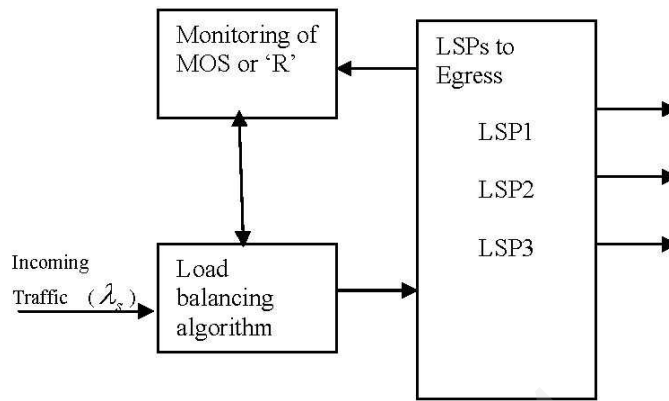 Monitoring of
MOS or ‘R’
LSPs to
Egress
LSP1
LSP2
LSP3
Incoming
Traffic (λs)
Load
balancing
algorithm